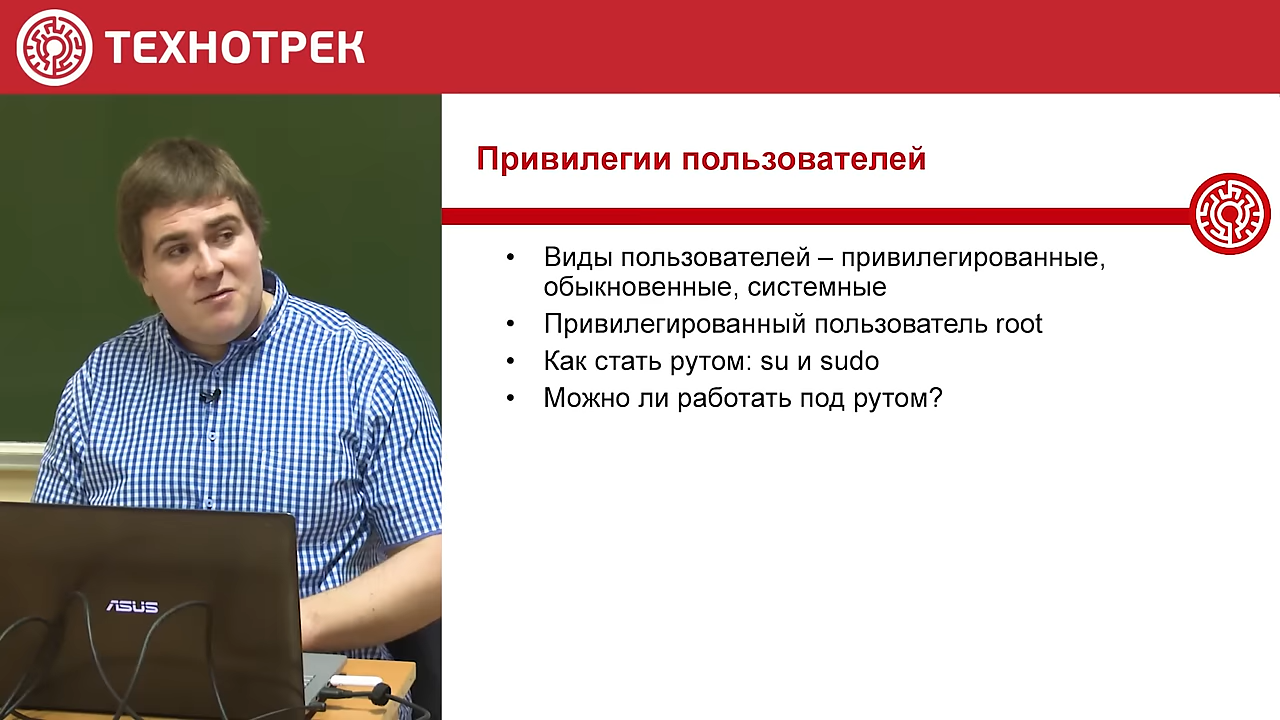 ТЕХНОТРЕК
Привилегии пользователей
• Виды пользователей – привилегированные,
обыкновенные, системные
• Привилегированный пользователь root
• Как стать рутом: su и sudo
• Можно ли работать под рутом?
ASUS